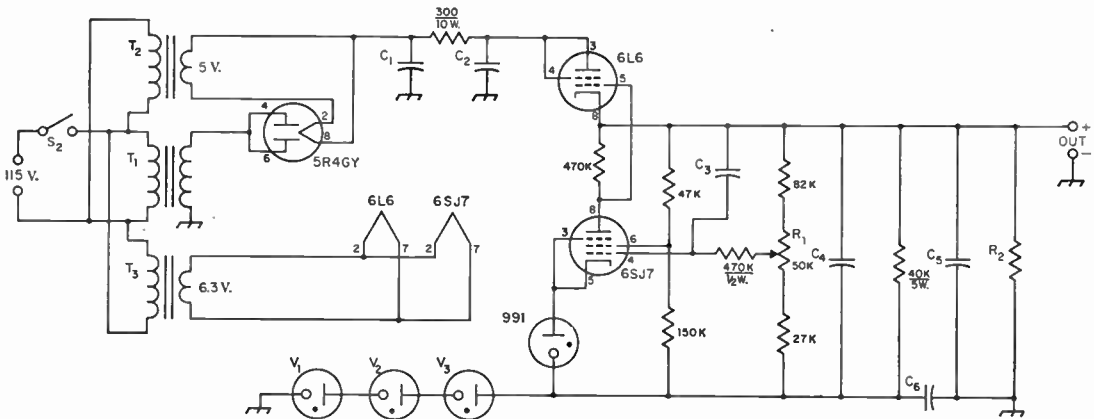 T2
5 V.
300
10 W.
C1
C2
3
4
5
6L6
8
4
2
8
6
5R4GY
S2
115 V.
T1
470K
47K
C3
82K
+
OUT
−
6L6
6SJ7
2
7
2
7
8
3
6
4
6SJ7
5
470K
½W.
R1
50K
C4
40K
5W.
C5
R2
T3
6.3 V.
991
150K
27K
V1
V2
V3
C6